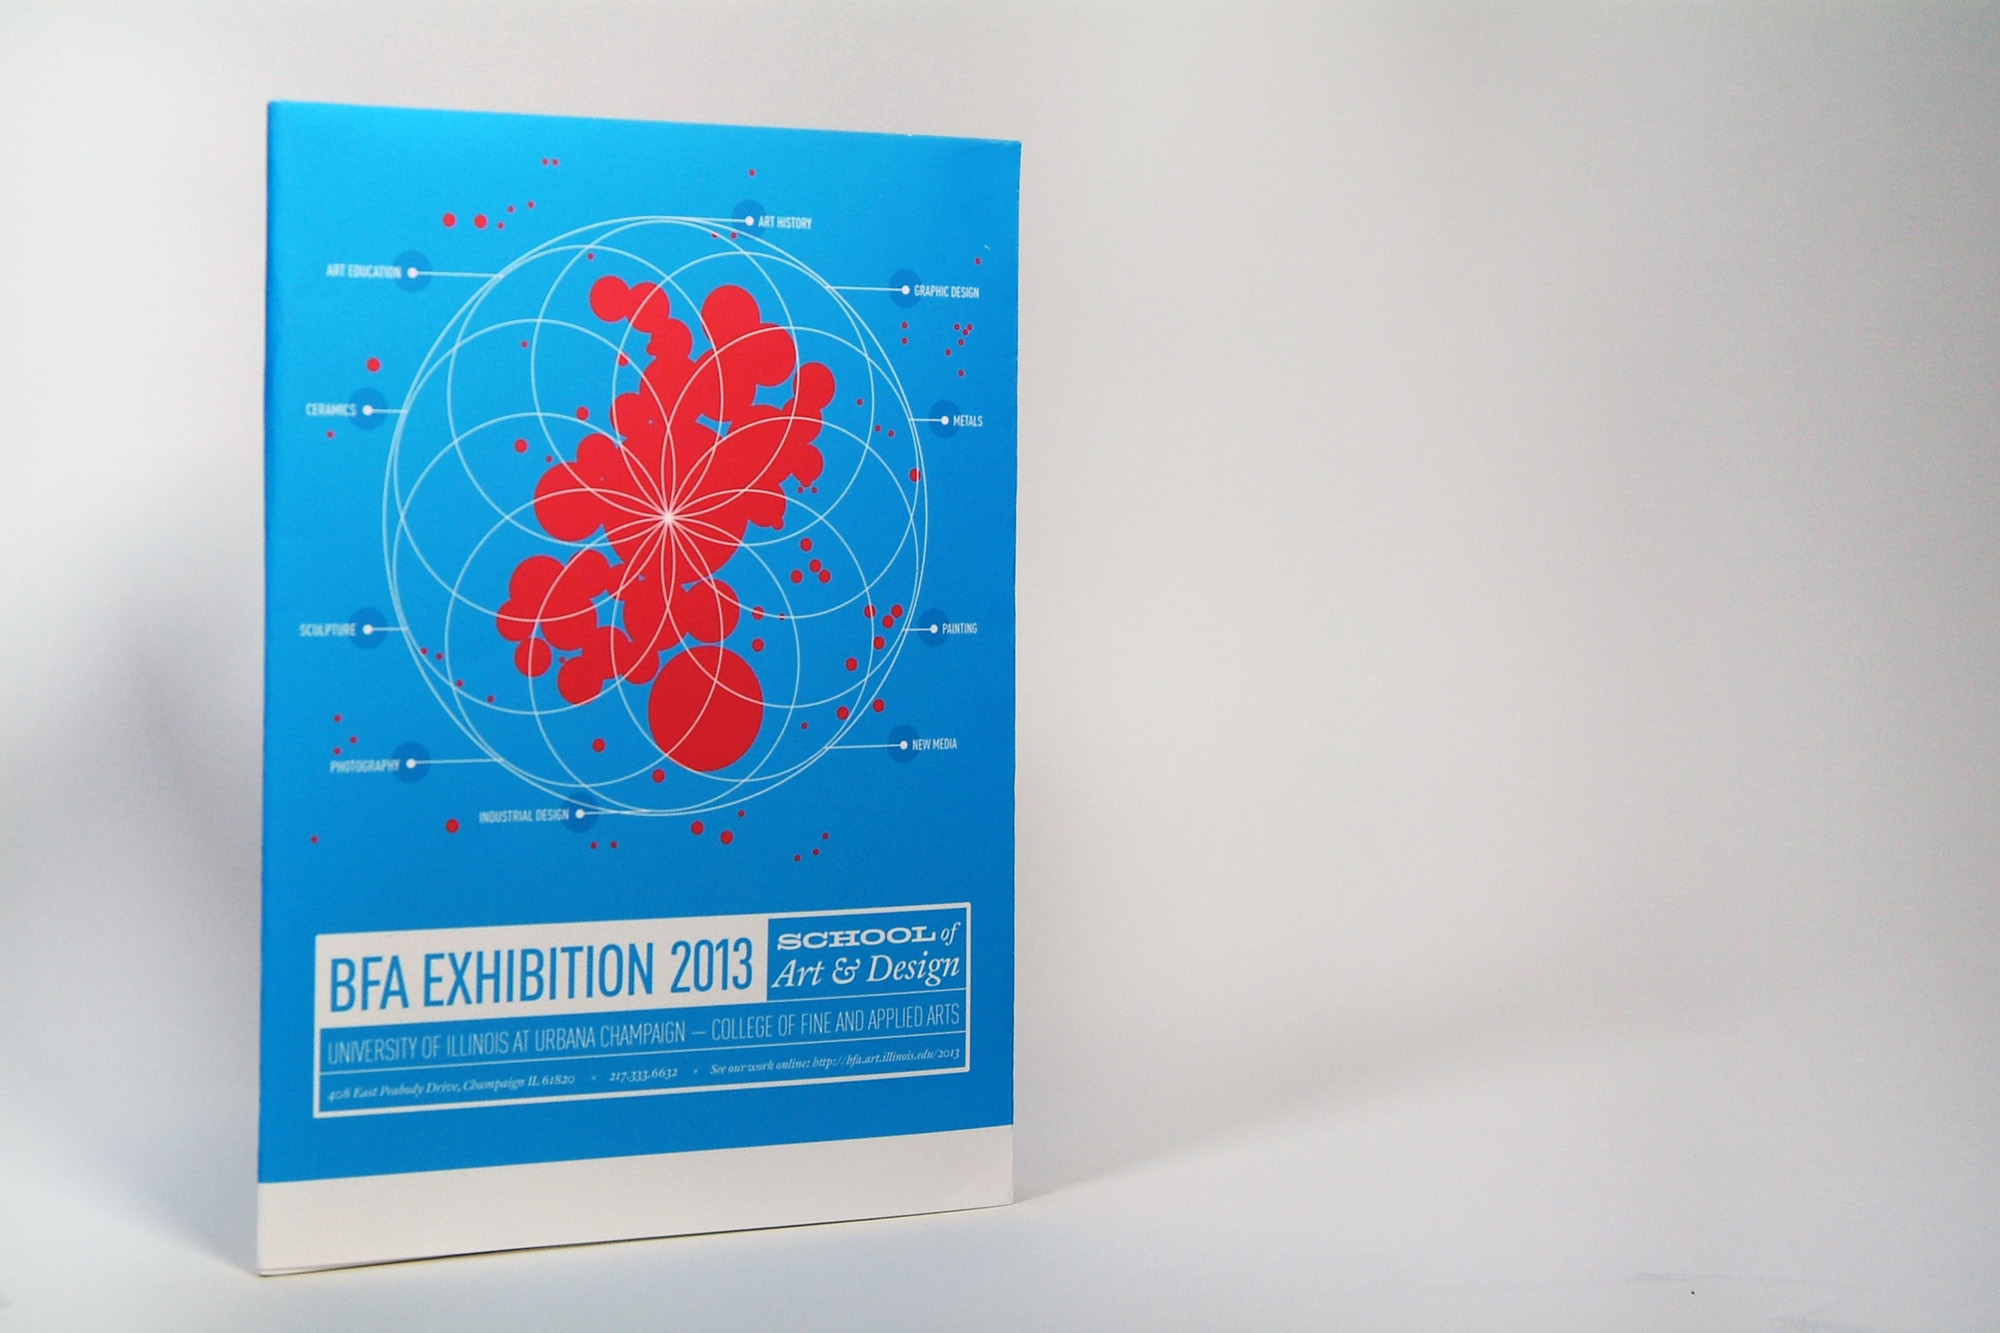 ART HISTORY
ART EDUCATION
GRAPHIC DESIGN
CERAMICS
METALS
SCULPTURE
PAINTING
NEW MEDIA
PHOTOGRAPHY
INDUSTRIAL DESIGN
BFA EXHIBITION 2013
SCHOOL of
Art & Design
UNIVERSITY OF ILLINOIS AT URBANA CHAMPAIGN — COLLEGE OF FINE AND APPLIED ARTS
408 East Peabody Drive, Champaign IL 61820 • 217.333.6632 • See our work online: http://bfa.art.illinois.edu/2013